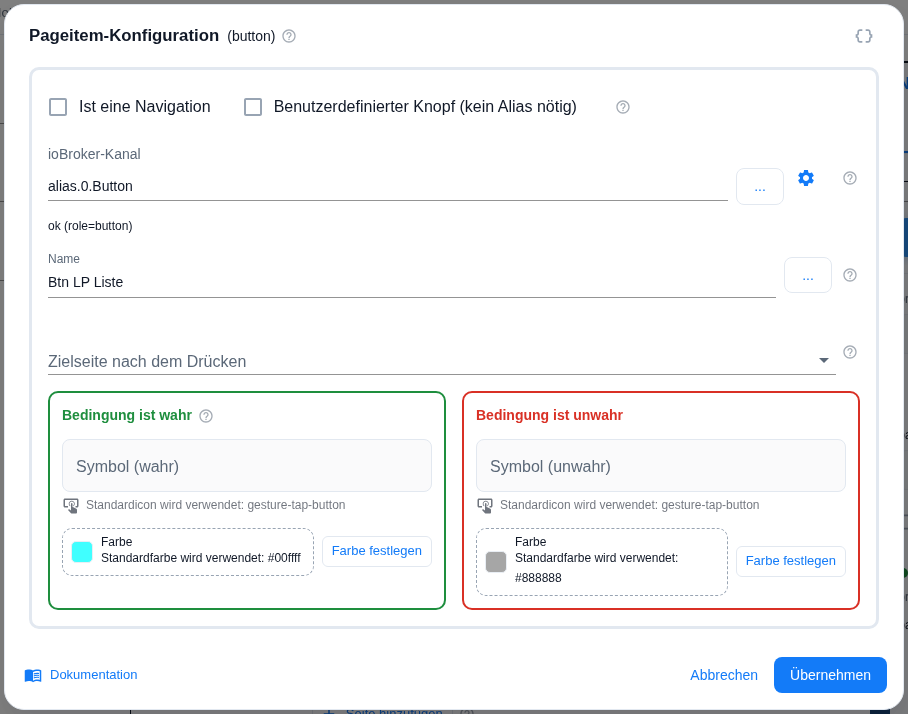 Pageitem-Konfiguration (button)
Ist eine Navigation
Benutzerdefinierter Knopf (kein Alias nötig)
ioBroker-Kanal
alias.0.Button
...
ok (role=button)
Name
Btn LP Liste
...
Zielseite nach dem Drücken
Bedingung ist wahr
Symbol (wahr)
Standardicon wird verwendet: gesture-tap-button
Farbe
Standardfarbe wird verwendet: #00ffff
Farbe festlegen
Bedingung ist unwahr
Symbol (unwahr)
Standardicon wird verwendet: gesture-tap-button
Farbe
Standardfarbe wird verwendet:
#888888
Farbe festlegen
Dokumentation
Abbrechen
Übernehmen
Seite hinzufügen